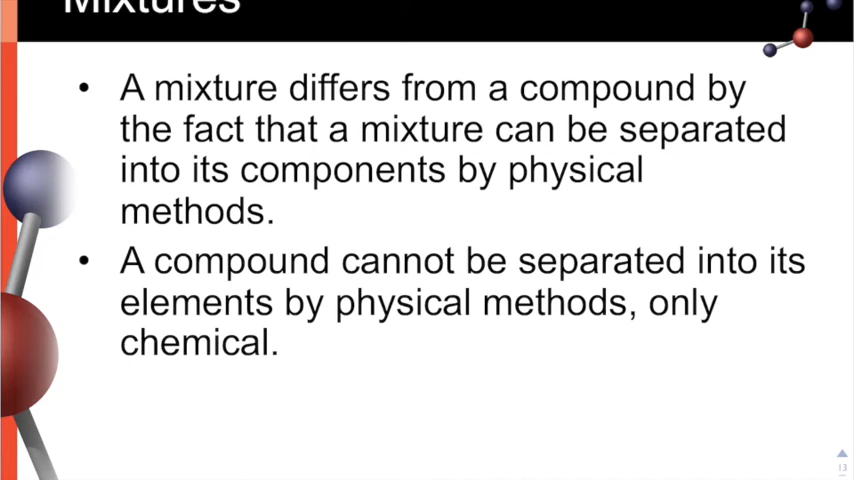 Mixtures
• A mixture differs from a compound by
the fact that a mixture can be separated
into its components by physical
methods.
• A compound cannot be separated into its
elements by physical methods, only
chemical.
13